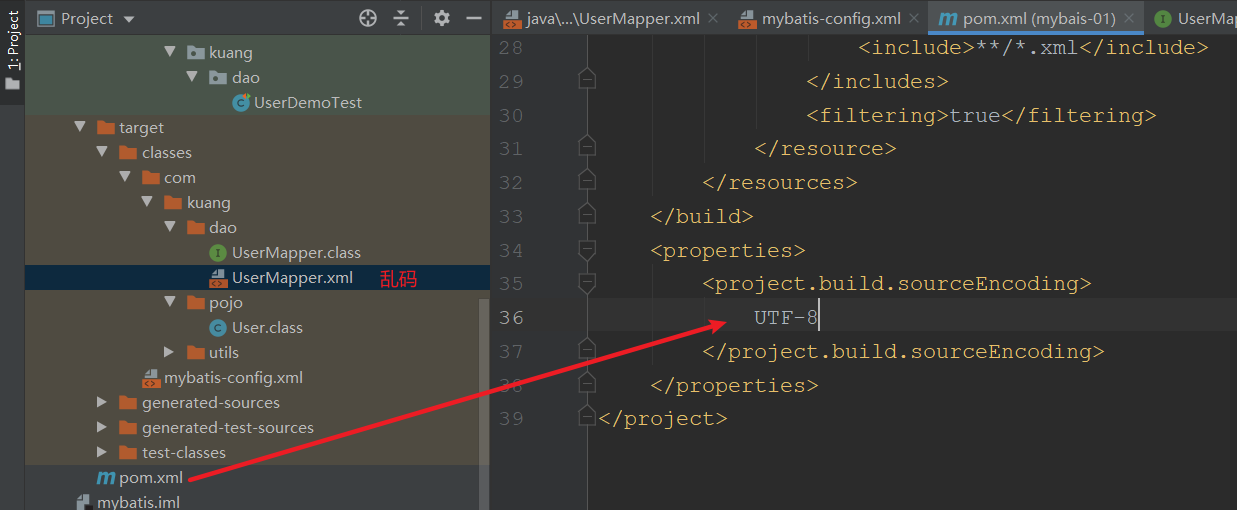 1: Project
Project
kuang
dao
UserDemoTest
target
classes
com
kuang
dao
UserMapper.class
UserMapper.xml 乱码
pojo
User.class
utils
mybatis-config.xml
generated-sources
generated-test-sources
test-classes
pom.xml
mybatis.iml
java\...\UserMapper.xml
mybatis-config.xml
pom.xml (mybais-01)
UserMap
28 <include>**/*.xml</include>
29 </includes>
30 <filtering>true</filtering>
31 </resource>
32 </resources>
33 </build>
34 <properties>
35 <project.build.sourceEncoding>
36 UTF-8
37 </project.build.sourceEncoding>
38 </properties>
39 </project>